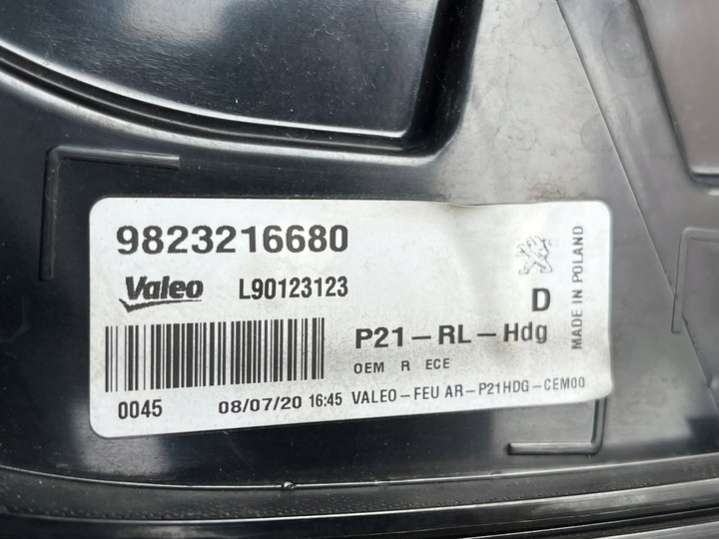 9823216680
Valeo L90123123
D
P21-RL-Hdg
OEM R ECE
0045 08/07/20 16:45 VALEO-FEU AR-P21HDG-CEM00
MADE IN POLAND